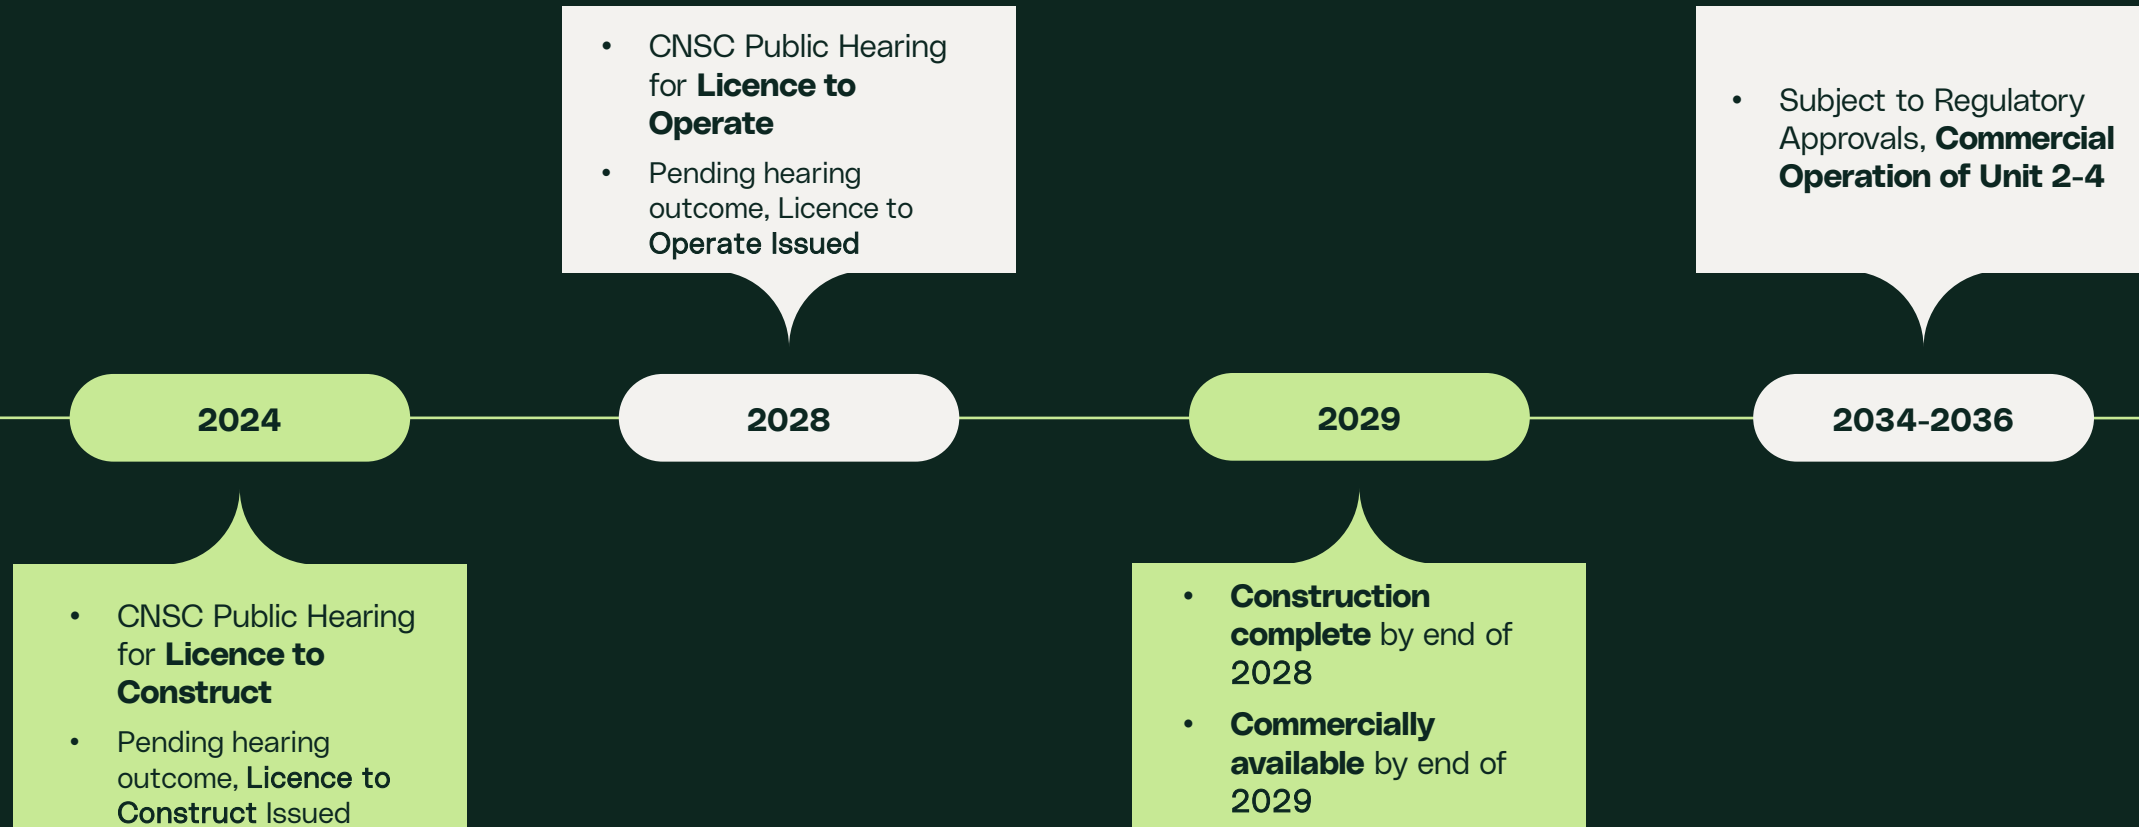 • CNSC Public Hearing
for Licence to
Operate
• Pending hearing
outcome, Licence to
Operate Issued
• Subject to Regulatory
Approvals, Commercial
Operation of Unit 2-4
2024
2028
2029
2034-2036
• CNSC Public Hearing
for Licence to
Construct
• Pending hearing
outcome, Licence to
Construct Issued
• Construction
complete by end of
2028
• Commercially
available by end of
2029